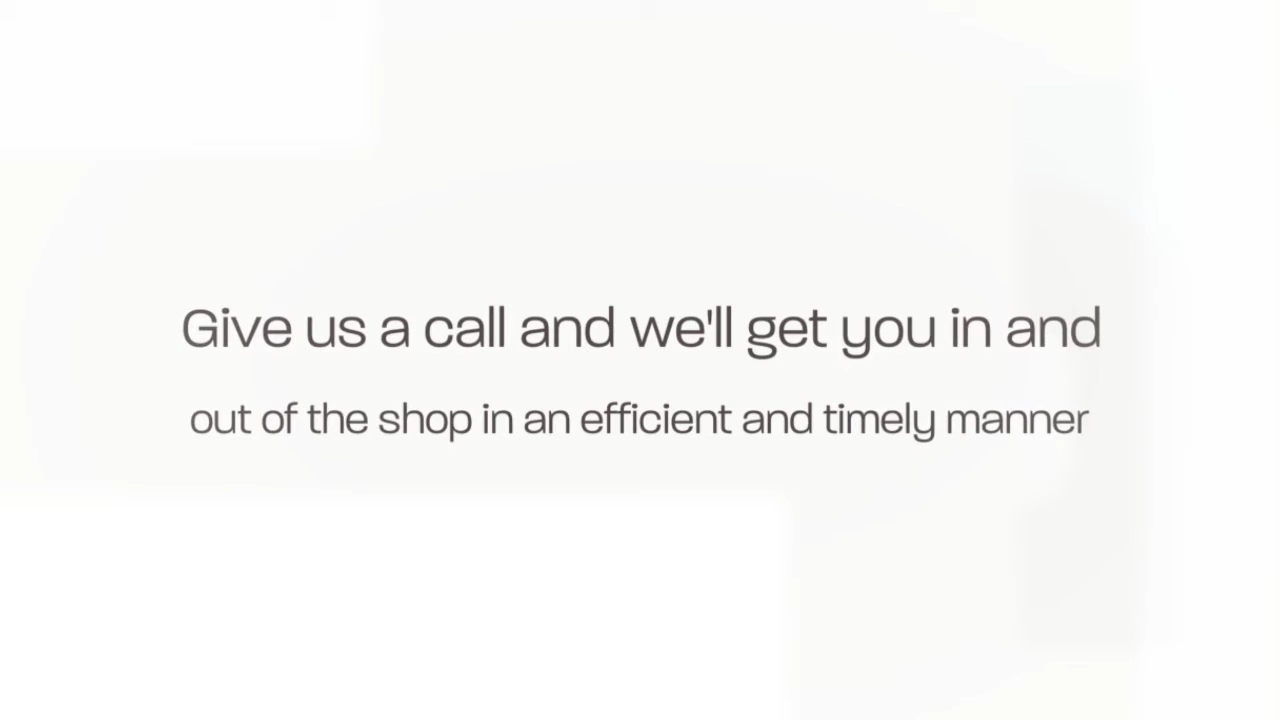 Give us a call and we'll get you in and
out of the shop in an efficient and timely manner